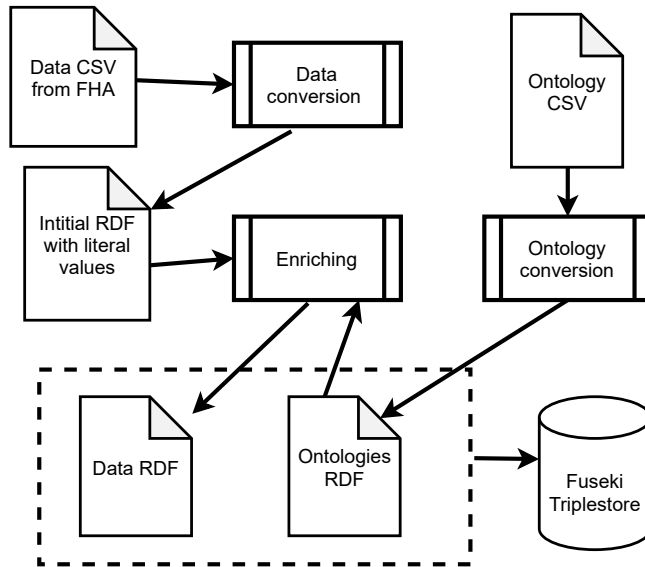 Data CSV
from FHA
Data
conversion
Ontology
CSV
Intitial RDF
with literal
values
Enriching
Ontology
conversion
Data RDF
Ontologies
RDF
Fuseki
Triplestore